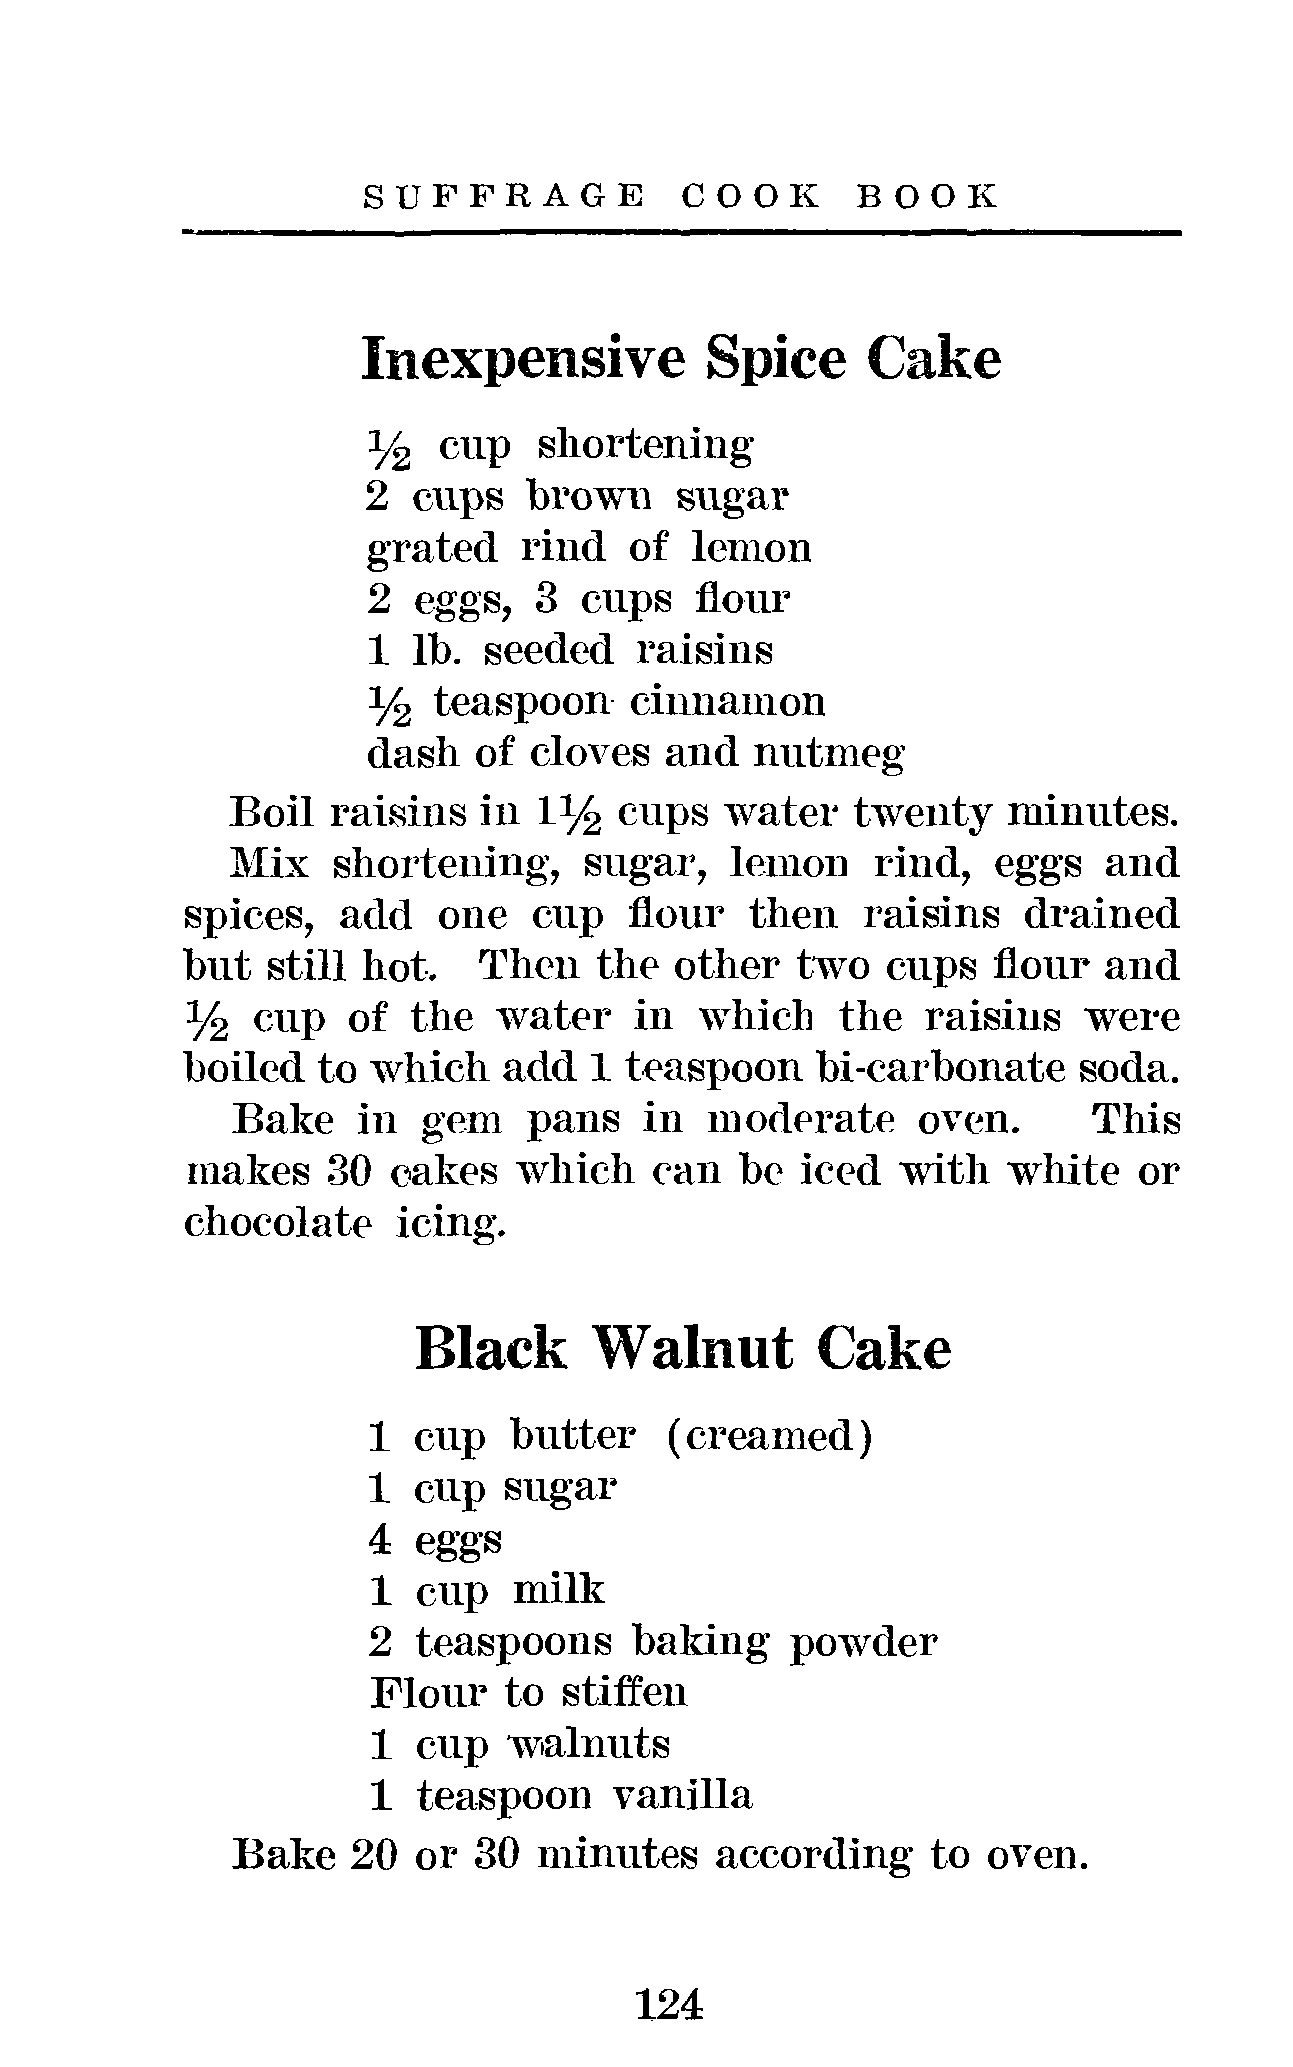 SUFFRAGE COOK BOOK
Inexpensive Spice Cake
½ cup shortening
2 cups brown sugar
grated rind of lemon
2 eggs, 3 cups flour
1 lb. seeded raisins
½ teaspoon cinnamon
dash of cloves and nutmeg
Boil raisins in 1½ cups water twenty minutes.
Mix shortening, sugar, lemon rind, eggs and
spices, add one cup flour then raisins drained
but still hot. Then the other two cups flour and
½ cup of the water in which the raisins were
boiled to which add 1 teaspoon bi-carbonate soda.
Bake in gem pans in moderate oven. This
makes 30 cakes which can be iced with white or
chocolate icing.
Black Walnut Cake
1 cup butter (creamed)
1 cup sugar
4 eggs
1 cup milk
2 teaspoons baking powder
Flour to stiffen
1 cup walnuts
1 teaspoon vanilla
Bake 20 or 30 minutes according to oven.
124